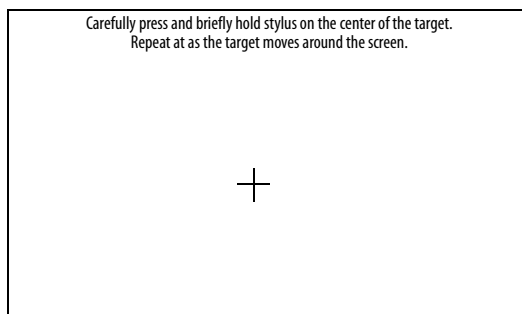 Carefully press and briefly hold stylus on the center of the target.
Repeat at as the target moves around the screen.